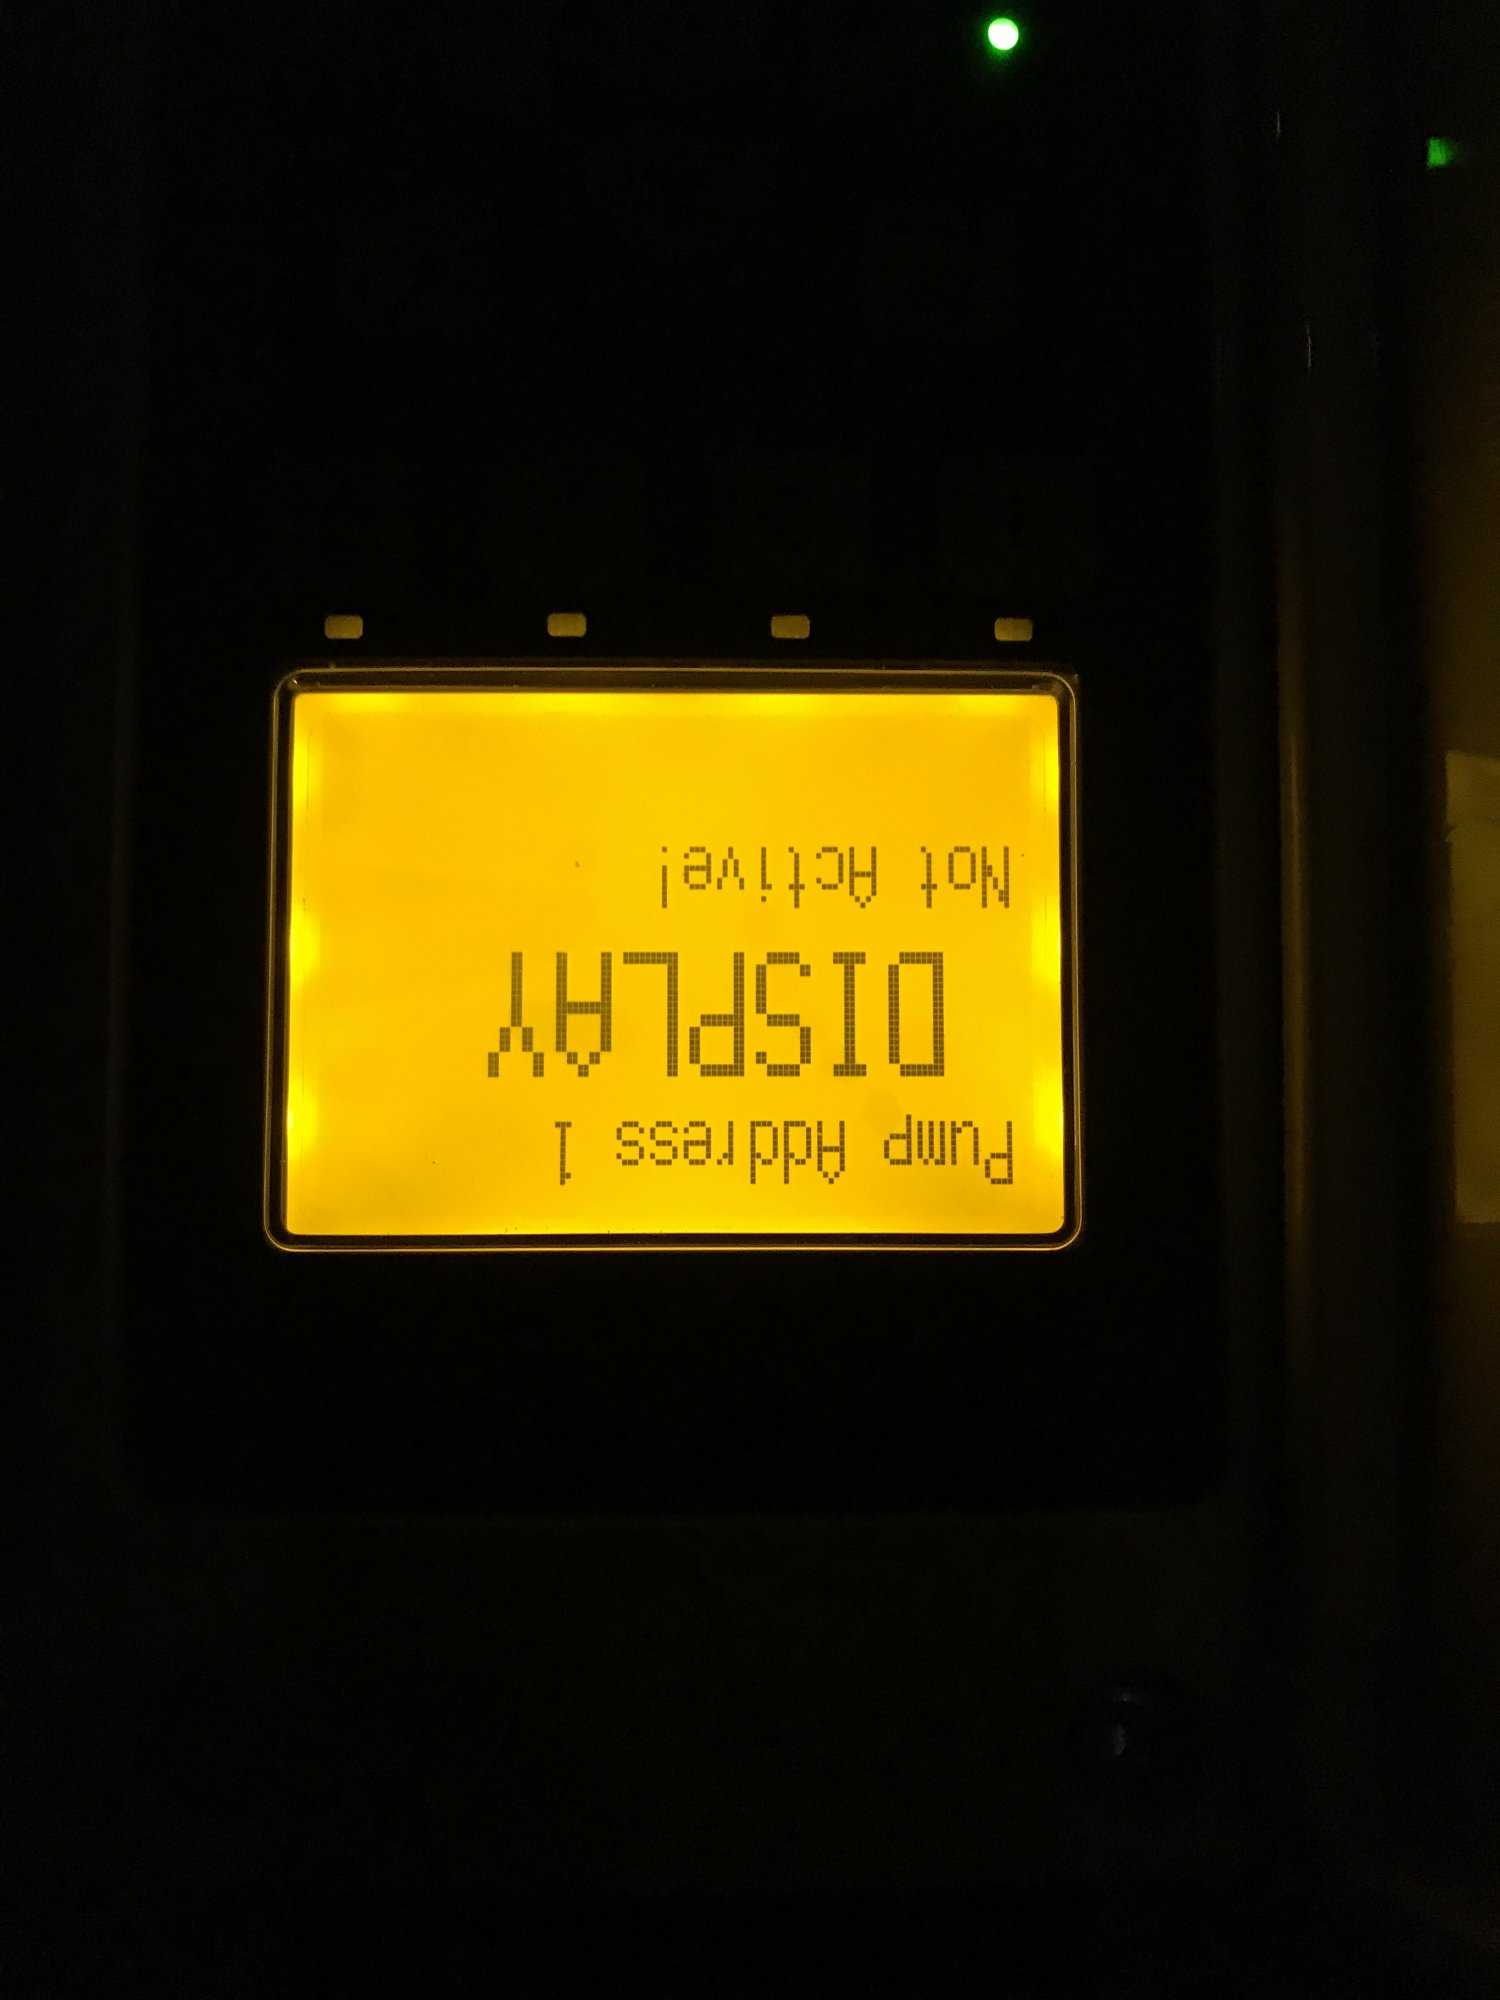 Pump Address 1
DISPLAY
Not Active!